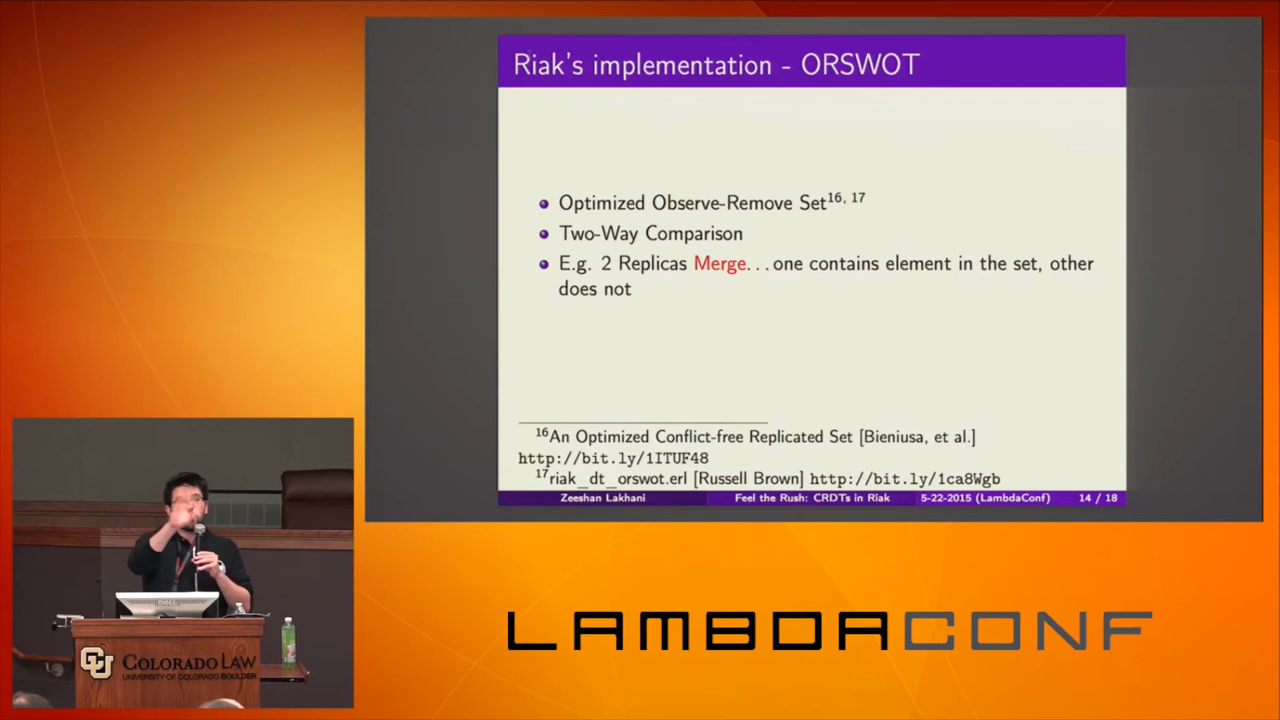 Riak's implementation - ORSWOT
Optimized Observe-Remove Set16, 17
Two-Way Comparison
E.g. 2 Replicas Merge...one contains element in the set, other
does not
16An Optimized Conflict-free Replicated Set [Bieniusa, et al.]
http://bit.ly/1ITUF48
17riak_dt_orswot.erl [Russell Brown] http://bit.ly/1ca8Wgb
Zeeshan Lakhani Feel the Rush: CRDTs in Riak 5-22-2015 (LambdaConf) 14 / 18
LAMBDACONF
CU COLORADO LAW
UNIVERSITY OF COLORADO BOULDER